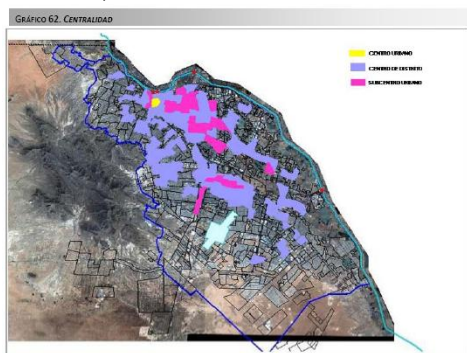 GRÁFICO 62. CENTRALIDAD
CENTRO URBANO
CENTRO DE DISTRITO
SUBCENTRO URBANO